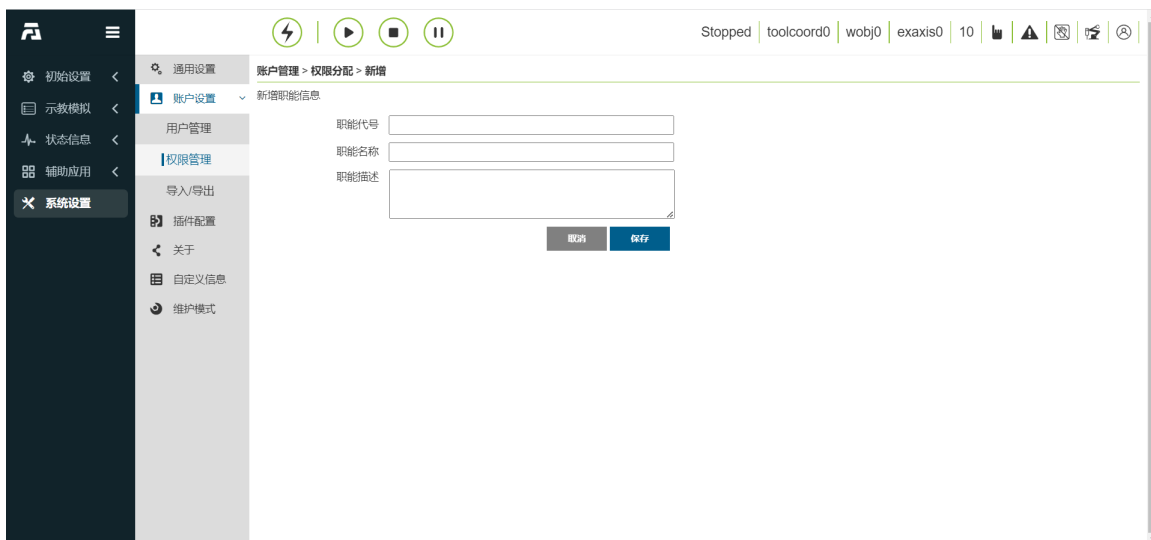 Stopped toolcoord0 wobj0 exaxis0 10
初始设置
示教模拟
状态信息
辅助应用
系统设置
通用设置
账户设置
用户管理
权限管理
导入/导出
插件配置
关于
自定义信息
维护模式
账户管理 > 权限分配 > 新增
新增职能信息
职能代号
职能名称
职能描述
取消 保存